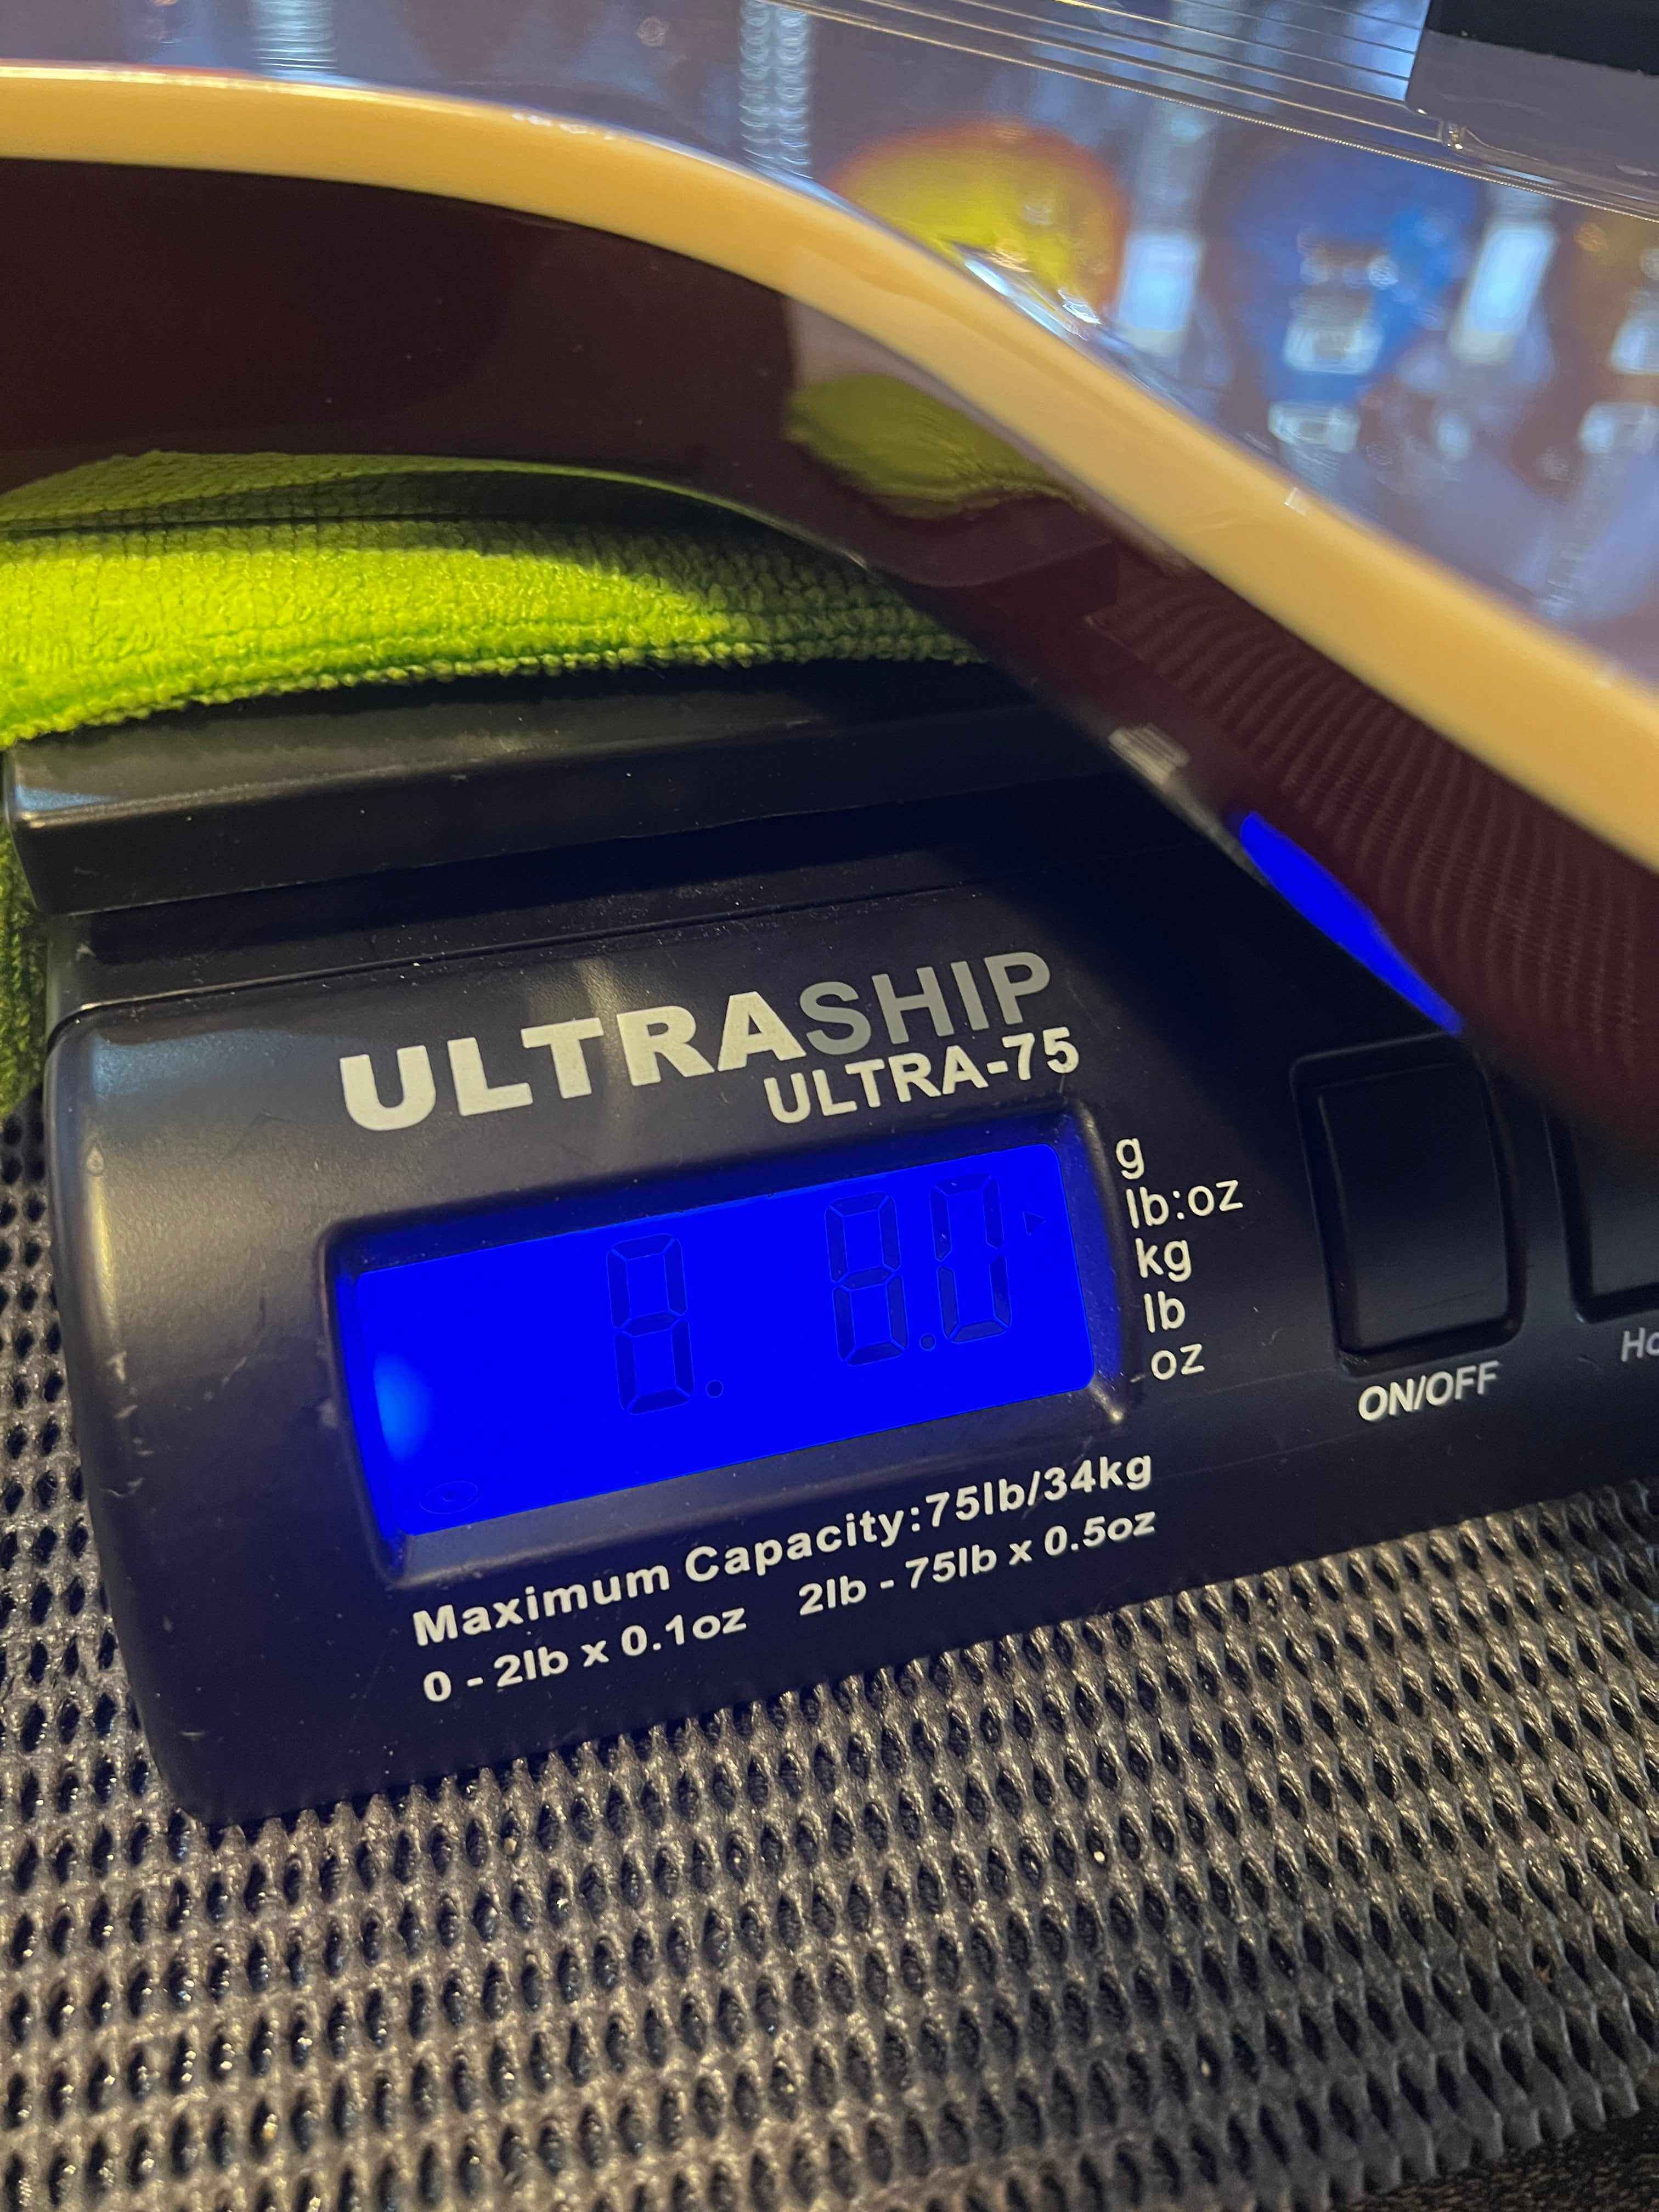 ULTRASHIP
ULTRA-75
8. 8.0
g
lb:oz
kg
lb
oz
ON/OFF
Ho
Maximum Capacity:75lb/34kg
0 - 2lb x 0.1oz 2lb - 75lb x 0.5oz